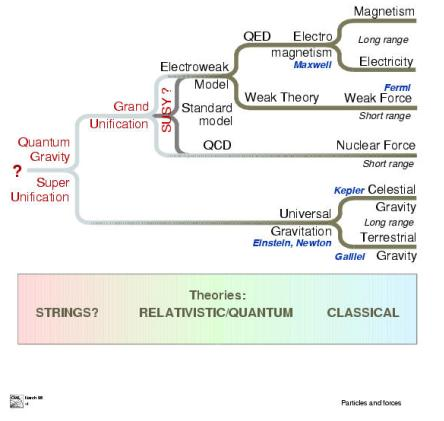 Magnetism
QED Electro
Long range
magnetism
Maxwell
Electricity
Electroweak
Model
Fermi
Weak Theory Weak Force
Short range
Grand
Unification
SUSY ?
Standard
model
QCD Nuclear Force
Short range
Quantum
Gravity
?
Super
Unification
Kepler Celestial
Gravity
Universal
Gravitation
Long range
Einstein, Newton
Terrestrial
Galilei Gravity
Theories:
STRINGS? RELATIVISTIC/QUANTUM CLASSICAL
Particles and forces